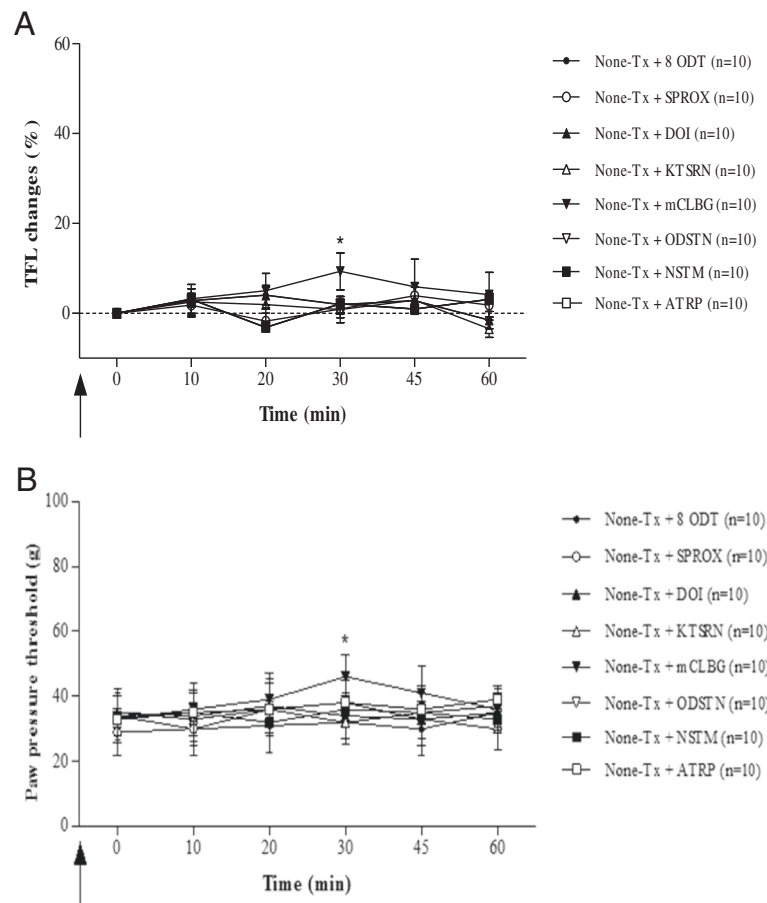 A
TFL changes (%)
60
40
20
0
0 10 20 30 45 60
*
Time (min)
None-Tx + 8 ODT (n=10)
None-Tx + SPROX (n=10)
None-Tx + DOI (n=10)
None-Tx + KTSRN (n=10)
None-Tx + mCLBG (n=10)
None-Tx + ODSTN (n=10)
None-Tx + NSTM (n=10)
None-Tx + ATRP (n=10)
B
Paw pressure threshold (g)
100
80
60
40
20
0
0 10 20 30 45 60
*
Time (min)
None-Tx + 8 ODT (n=10)
None-Tx + SPROX (n=10)
None-Tx + DOI (n=10)
None-Tx + KTSRN (n=10)
None-Tx + mCLBG (n=10)
None-Tx + ODSTN (n=10)
None-Tx + NSTM (n=10)
None-Tx + ATRP (n=10)